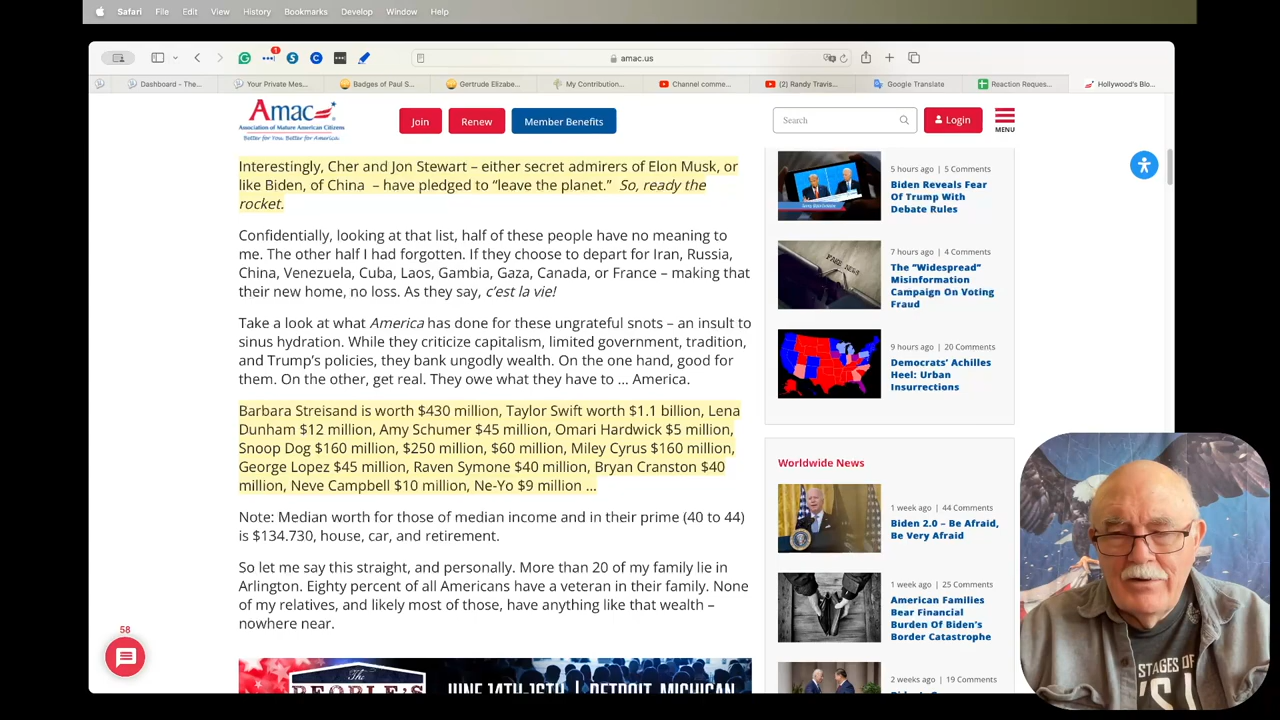 Safari File Edit View History Bookmarks Develop Window Help
1
amac.us
Dashboard - The...
Your Private Mes...
Badges of Paul S...
Gertrude Elizabe...
My Contribution...
Channel comme...
(2) Randy Travis...
Google Translate
Reaction Reques...
Hollywood's Blo...
Amac
Association of Mature American Citizens
Better for You. Better for America.
Join
Renew
Member Benefits
Search
Login
MENU
Interestingly, Cher and Jon Stewart – either secret admirers of Elon Musk, or
like Biden, of China – have pledged to “leave the planet.” So, ready the
rocket.
Confidentially, looking at that list, half of these people have no meaning to
me. The other half I had forgotten. If they choose to depart for Iran, Russia,
China, Venezuela, Cuba, Laos, Gambia, Gaza, Canada, or France – making that
their new home, no loss. As they say, c’est la vie!
Take a look at what America has done for these ungrateful snots – an insult to
sinus hydration. While they criticize capitalism, limited government, tradition,
and Trump’s policies, they bank ungodly wealth. On the one hand, good for
them. On the other, get real. They owe what they have to … America.
Barbara Streisand is worth $430 million, Taylor Swift worth $1.1 billion, Lena
Dunham $12 million, Amy Schumer $45 million, Omari Hardwick $5 million,
Snoop Dog $160 million, $250 million, $60 million, Miley Cyrus $160 million,
George Lopez $45 million, Raven Symone $40 million, Bryan Cranston $40
million, Neve Campbell $10 million, Ne-Yo $9 million …
Note: Median worth for those of median income and in their prime (40 to 44)
is $134.730, house, car, and retirement.
So let me say this straight, and personally. More than 20 of my family lie in
Arlington. Eighty percent of all Americans have a veteran in their family. None
of my relatives, and likely most of those, have anything like that wealth –
nowhere near.
The
PEOPLE'S
JUNE 14TH-16TH | DETROIT, MICHIGAN
58
5 hours ago | 5 Comments
Biden Reveals Fear
Of Trump With
Debate Rules
FAKE NEWS
7 hours ago | 4 Comments
The “Widespread”
Misinformation
Campaign On Voting
Fraud
9 hours ago | 20 Comments
Democrats’ Achilles
Heel: Urban
Insurrections
Worldwide News
1 week ago | 44 Comments
Biden 2.0 – Be Afraid,
Be Very Afraid
1 week ago | 25 Comments
American Families
Bear Financial
Burden Of Biden’s
Border Catastrophe
2 weeks ago | 19 Comments
STAGES OF